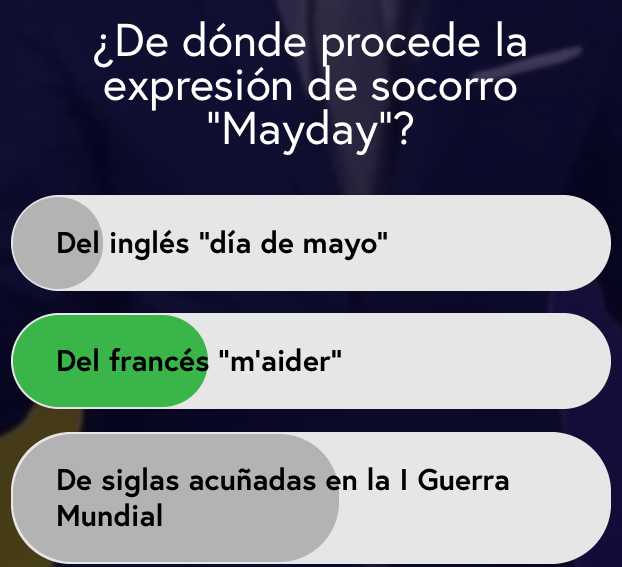 ¿De dónde procede la
expresión de socorro
"Mayday"?
Del inglés "día de mayo"
Del francés "m'aider"
De siglas acuñadas en la I Guerra
Mundial